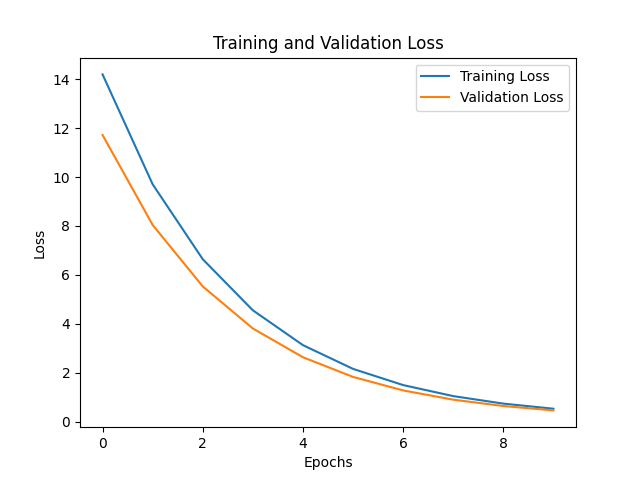 Training and Validation Loss
Training Loss
Validation Loss
14
12
10
8
6
4
2
0
Loss
0 2 4 6 8
Epochs